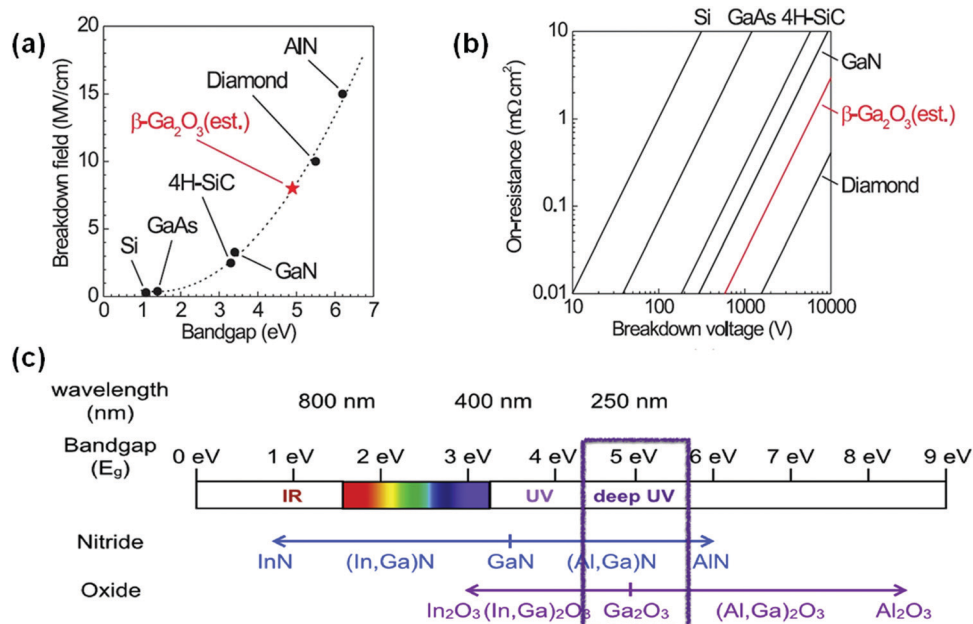 (a)
20
15
10
5
0
0 1 2 3 4 5 6 7
Breakdown field (MV/cm)
Bandgap (eV)
AlN
Diamond
β-Ga₂O₃(est.)
4H-SiC
GaAs
Si
GaN
(b)
Si GaAs 4H-SiC
10
1
0.1
0.01
10 100 1000 10000
On-resistance (mΩcm²)
Breakdown voltage (V)
GaN
β-Ga₂O₃(est.)
Diamond
(c)
wavelength
(nm)
800 nm 400 nm 250 nm
Bandgap
(Eg)
0 eV 1 eV 2 eV 3 eV 4 eV 5 eV 6 eV 7 eV 8 eV 9 eV
IR UV deep UV
Nitride
InN (In,Ga)N GaN (Al,Ga)N AlN
Oxide
In₂O₃ (In,Ga)₂O₃ Ga₂O₃ (Al,Ga)₂O₃ Al₂O₃